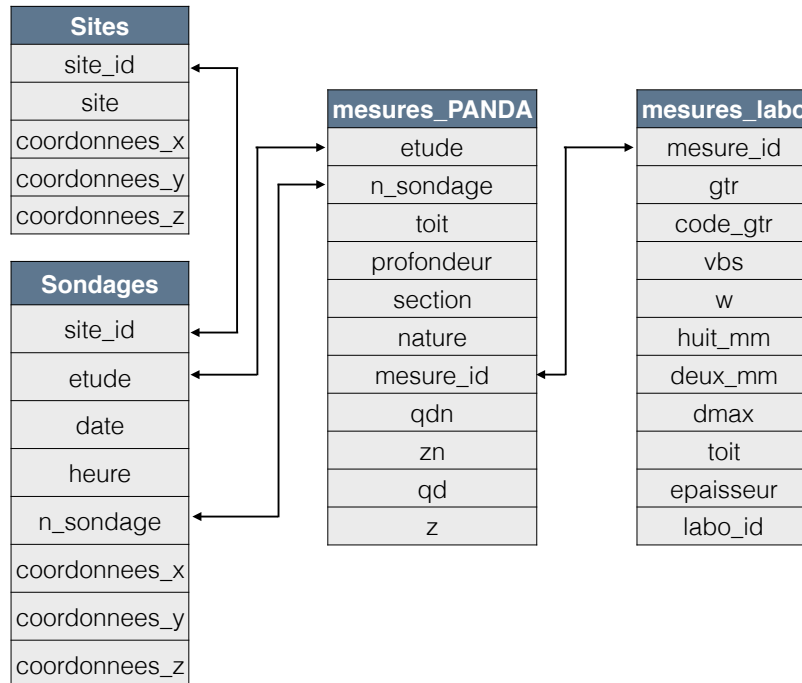 Sites
site_id
site
coordonnees_x
coordonnees_y
coordonnees_z
Sondages
site_id
etude
date
heure
n_sondage
coordonnees_x
coordonnees_y
coordonnees_z
mesures_PANDA
etude
n_sondage
toit
profondeur
section
nature
mesure_id
qdn
zn
qd
z
mesures_labo
mesure_id
gtr
code_gtr
vbs
w
huit_mm
deux_mm
dmax
toit
epaisseur
labo_id